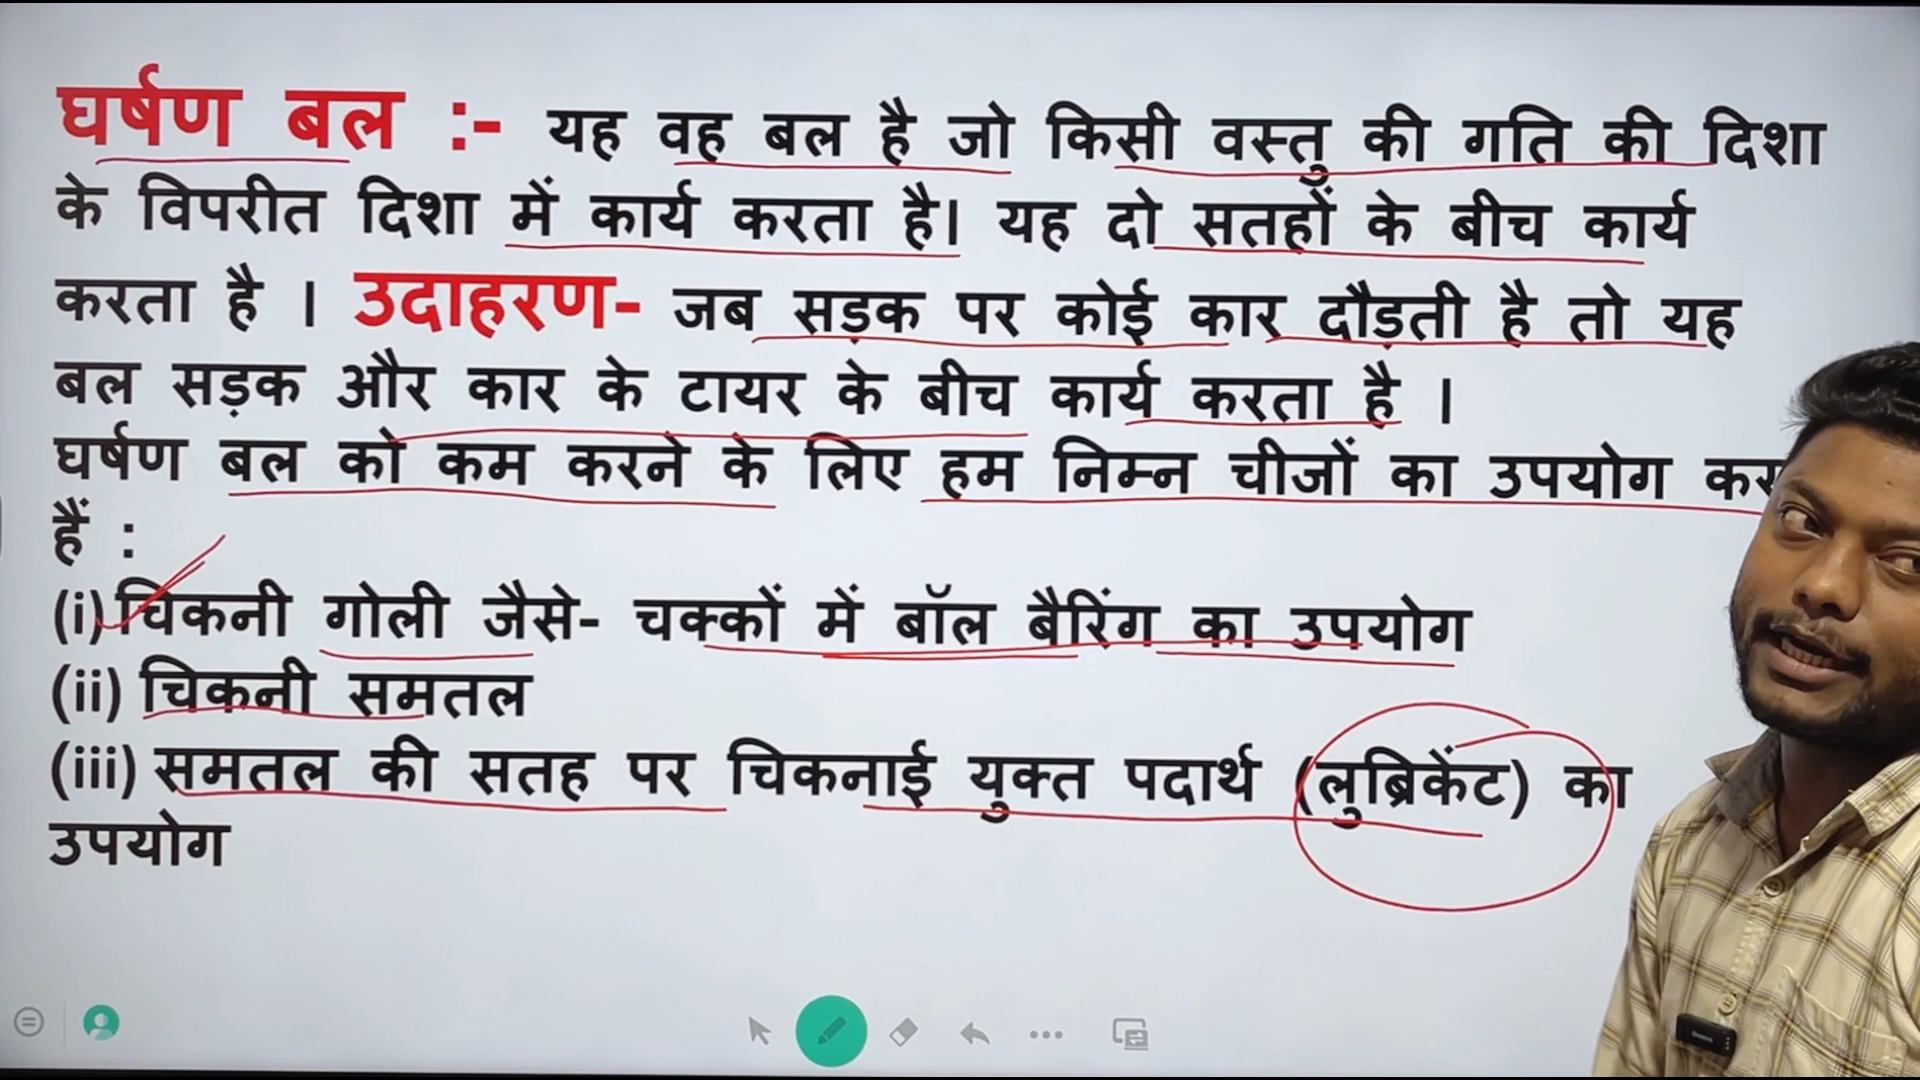 घर्षण बल :- यह वह बल है जो किसी वस्तु की गति की दिशा
के विपरीत दिशा में कार्य करता है। यह दो सतहों के बीच कार्य
करता है । उदाहरण- जब सड़क पर कोई कार दौड़ती है तो यह
बल सड़क और कार के टायर के बीच कार्य करता है ।
घर्षण बल को कम करने के लिए हम निम्न चीजों का उपयोग
हैं :
(i) चिकनी गोली जैसे- चक्कों में बॉल बैरिंग का उपयोग
(ii) चिकनी समतल
(iii) समतल की सतह पर चिकनाई युक्त पदार्थ (लुब्रिकेंट) का
उपयोग